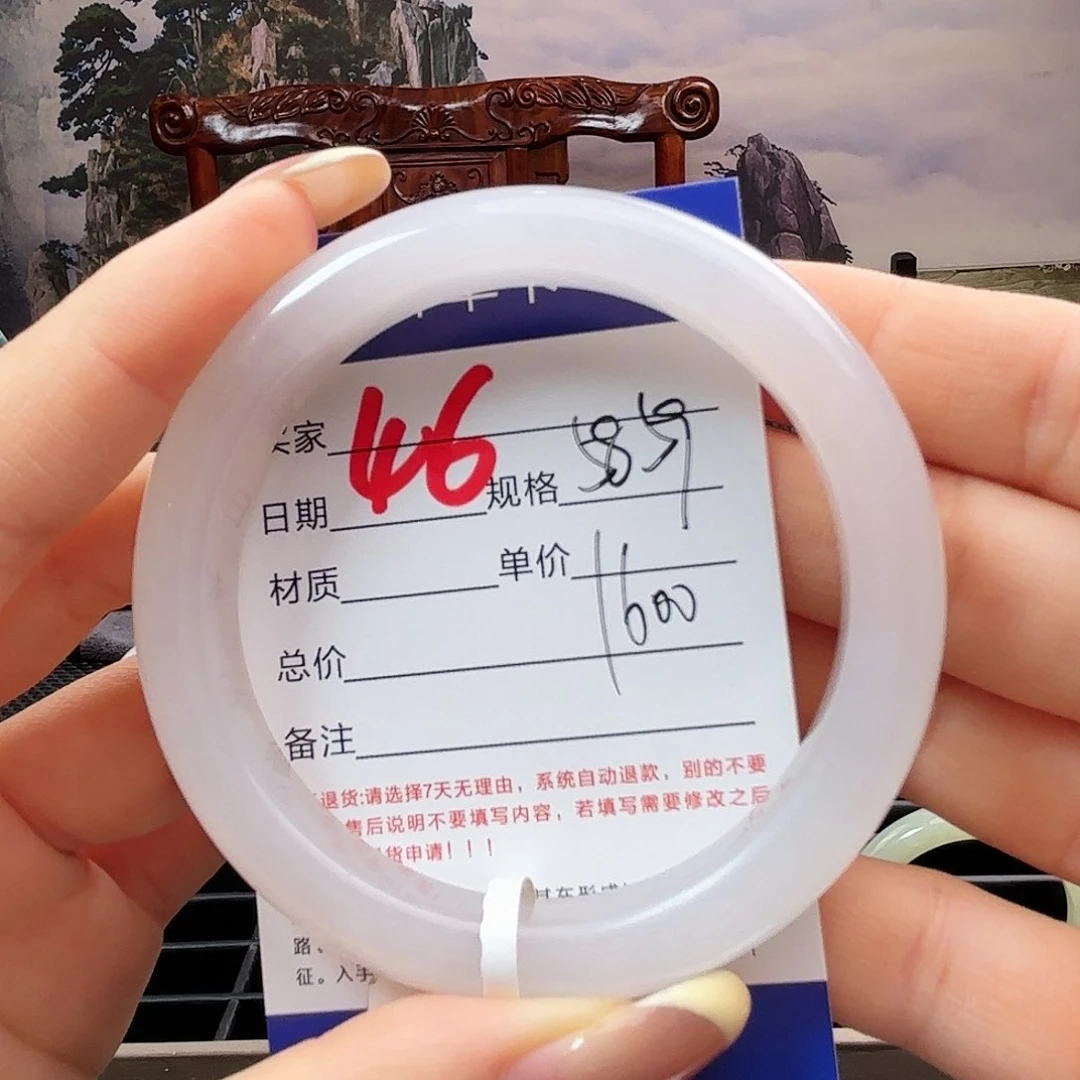 家 46
日期 规格 58.59
材质 单价 1600
总价
备注
退货:请选择7天无理由，系统自动退款，别的不要
售后说明不要填写内容，若填写需要修改之后
货申请！！！
路、
征。入手